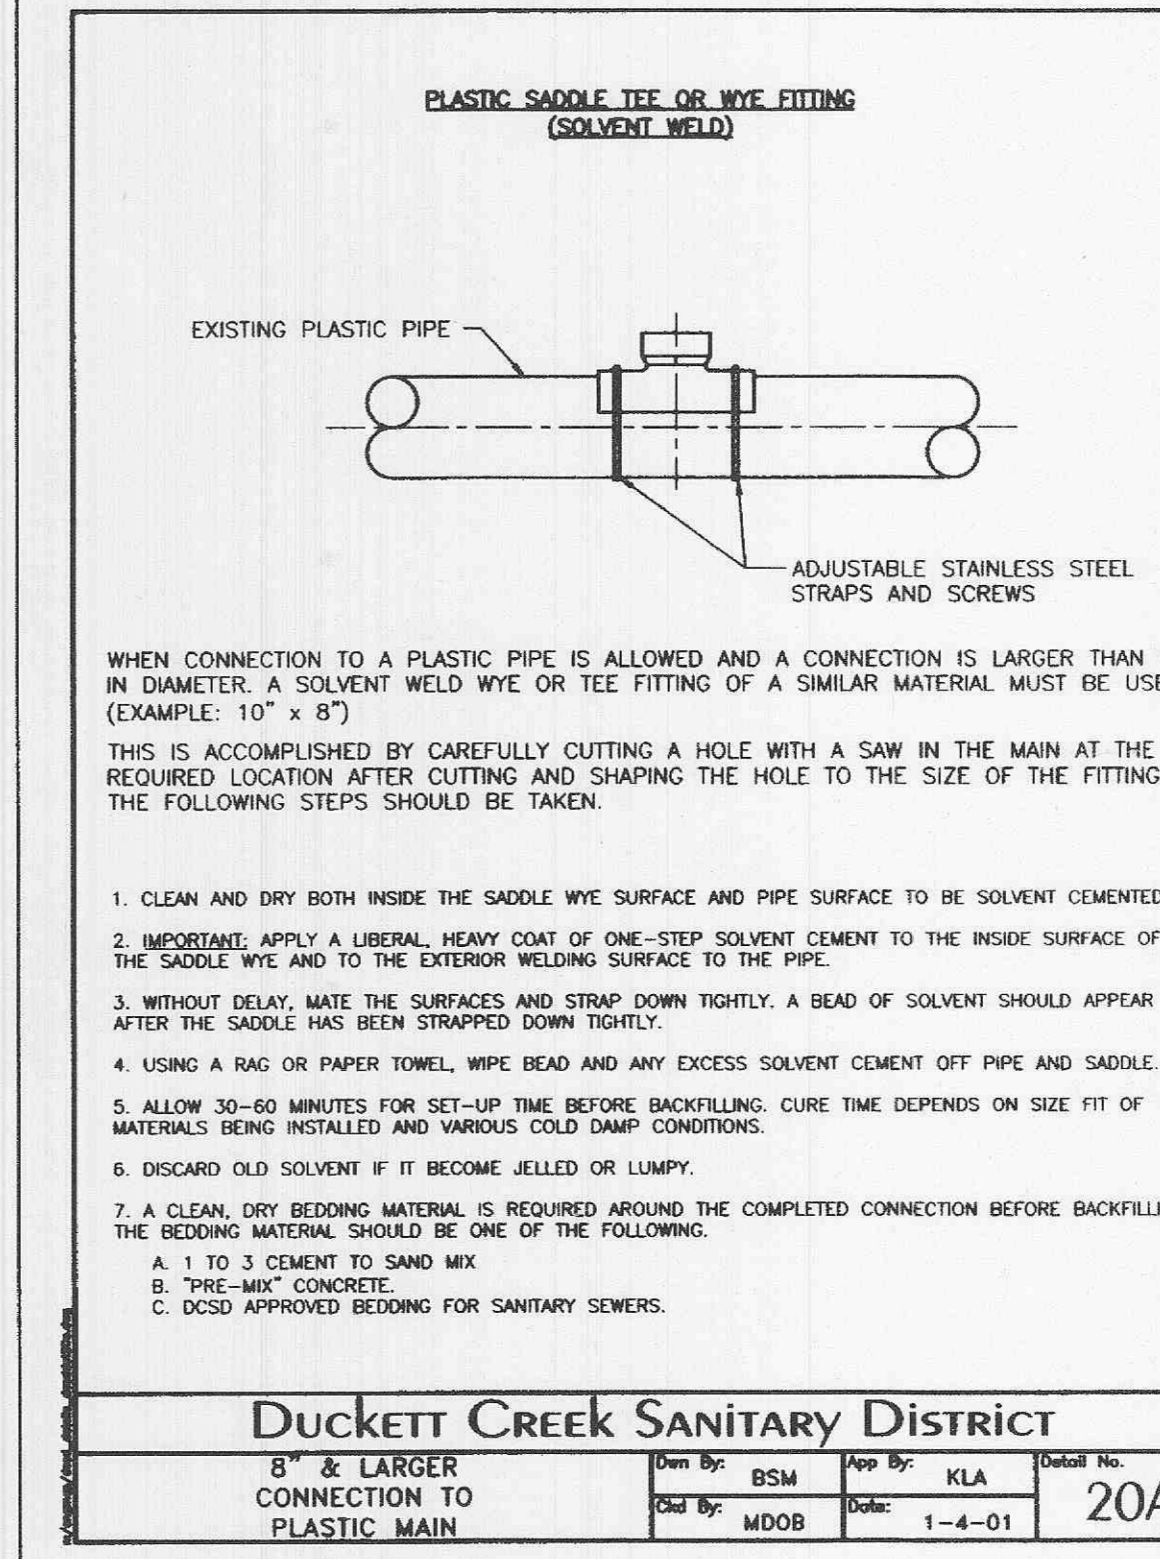 PLASTIC SADDLE TEE OR WYE FITTING
(SOLVENT WELD)
EXISTING PLASTIC PIPE
ADJUSTABLE STAINLESS STEEL
STRAPS AND SCREWS
WHEN CONNECTION TO A PLASTIC PIPE IS ALLOWED AND A CONNECTION IS LARGER THAN
IN DIAMETER. A SOLVENT WELD WYE OR TEE FITTING OF A SIMILAR MATERIAL MUST BE USE
(EXAMPLE: 10" x 8")
THIS IS ACCOMPLISHED BY CAREFULLY CUTTING A HOLE WITH A SAW IN THE MAIN AT THE
REQUIRED LOCATION AFTER CUTTING AND SHAPING THE HOLE TO THE SIZE OF THE FITTING
THE FOLLOWING STEPS SHOULD BE TAKEN.
1. CLEAN AND DRY BOTH INSIDE THE SADDLE WYE SURFACE AND PIPE SURFACE TO BE SOLVENT CEMENTED
2. IMPORTANT: APPLY A LIBERAL, HEAVY COAT OF ONE-STEP SOLVENT CEMENT TO THE INSIDE SURFACE OF
THE SADDLE WYE AND TO THE EXTERIOR WELDING SURFACE TO THE PIPE.
3. WITHOUT DELAY, MATE THE SURFACES AND STRAP DOWN TIGHTLY. A BEAD OF SOLVENT SHOULD APPEAR
AFTER THE SADDLE HAS BEEN STRAPPED DOWN TIGHTLY.
4. USING A RAG OR PAPER TOWEL, WIPE BEAD AND ANY EXCESS SOLVENT CEMENT OFF PIPE AND SADDLE.
5. ALLOW 30-60 MINUTES FOR SET-UP TIME BEFORE BACKFILLING. CURE TIME DEPENDS ON SIZE FIT OF
MATERIALS BEING INSTALLED AND VARIOUS COLD DAMP CONDITIONS.
6. DISCARD OLD SOLVENT IF IT BECOME JELLED OR LUMPY.
7. A CLEAN, DRY BEDDING MATERIAL IS REQUIRED AROUND THE COMPLETED CONNECTION BEFORE BACKFILLI
THE BEDDING MATERIAL SHOULD BE ONE OF THE FOLLOWING.
A. 1 TO 3 CEMENT TO SAND MIX
B. "PRE-MIX" CONCRETE.
C. DCSD APPROVED BEDDING FOR SANITARY SEWERS.
DUCKETT CREEK SANITARY DISTRICT
8" & LARGER
CONNECTION TO
PLASTIC MAIN
Dwn By: BSM
App By: KLA
Detail No. 20A
Ckd By: MDOB
Date: 1-4-01